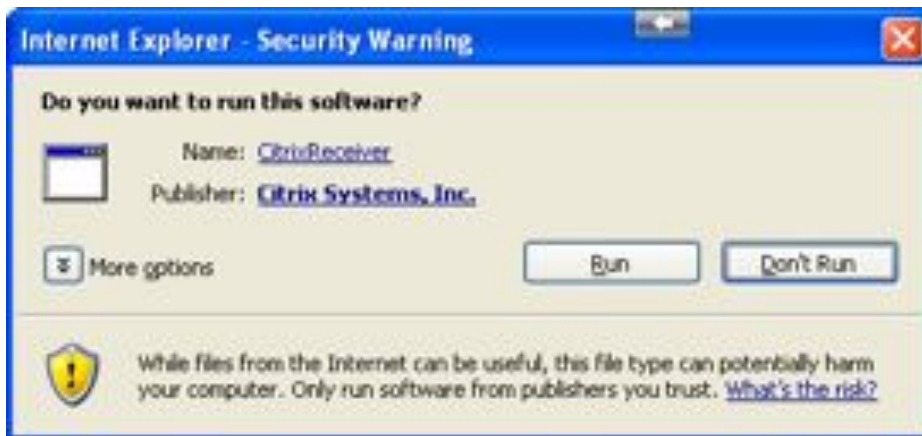 Internet Explorer - Security Warning
Do you want to run this software?
Name: CitrixReceiver
Publisher: Citrix Systems, Inc.
More options
Run
Don't Run
While files from the Internet can be useful, this file type can potentially harm
your computer. Only run software from publishers you trust. What's the risk?